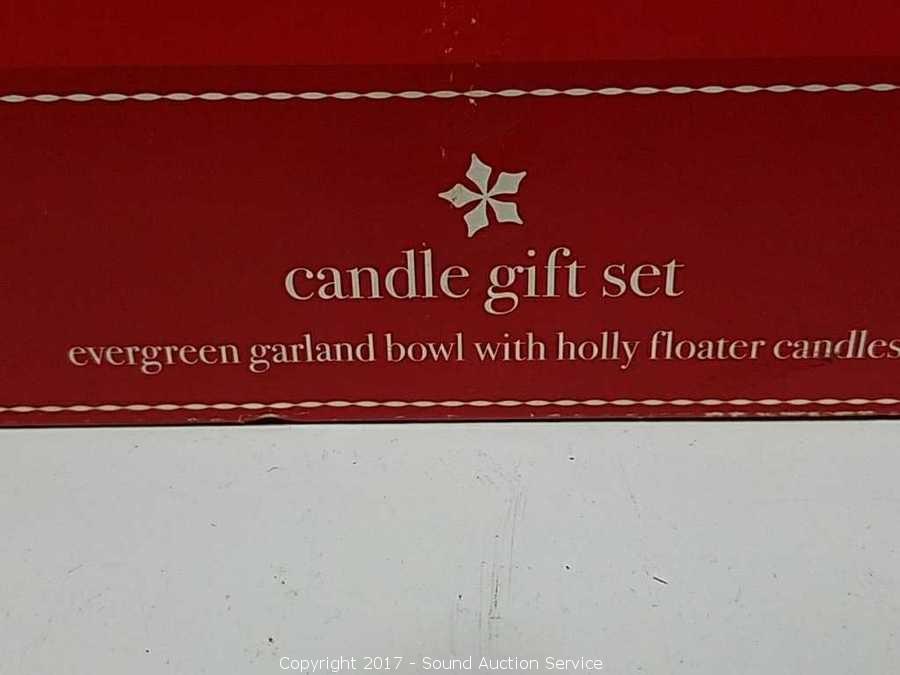 candle gift set
evergreen garland bowl with holly floater candles
Copyright 2017 - Sound Auction Service